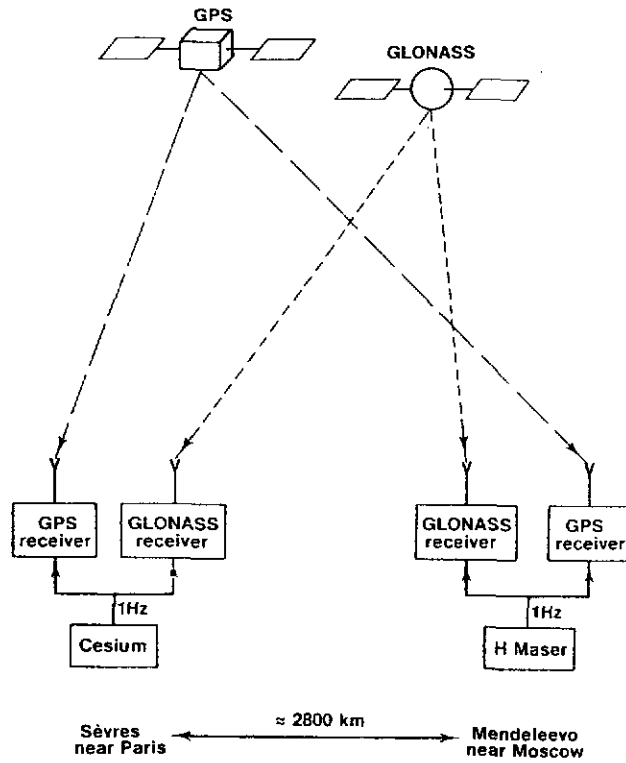 GPS
GLONASS
GPS
receiver
GLONASS
receiver
GLONASS
receiver
GPS
receiver
1Hz
1Hz
Cesium
H Maser
Sèvres
near Paris
≈ 2800 km
Mendeleevo
near Moscow